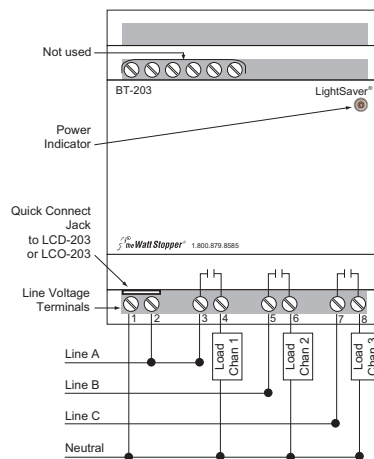 Not used
BT-203
LightSaver®
Power
Indicator
Quick Connect
Jack
to LCD-203
or LCO-203
the Watt Stopper® 1.800.879.8585
Line Voltage
Terminals
1 2 3 4 5 6 7 8
Load
Chan 1
Load
Chan 2
Load
Chan 3
Line A
Line B
Line C
Neutral